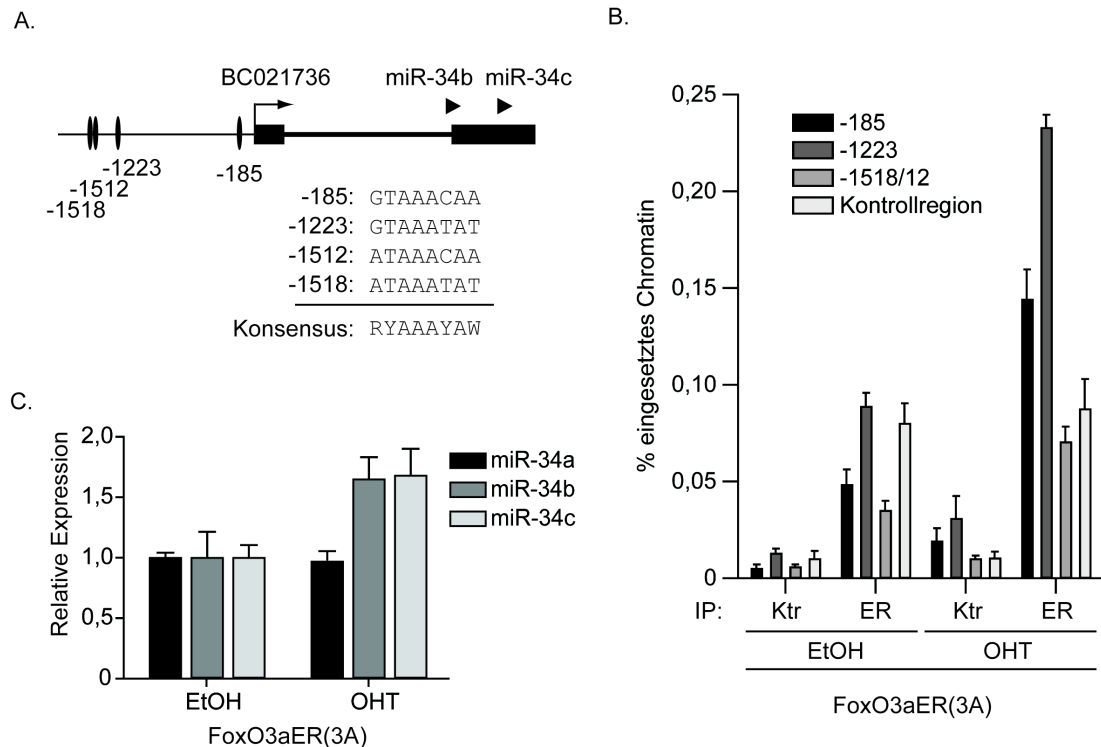 A.
BC021736
miR-34b
miR-34c
-1223
-185
-1512
-1518
-185: GTAAACAA
-1223: GTAAATAT
-1512: ATAAACAA
-1518: ATAAATAT
Konsensus: RYAAAYAW
B.
% eingesetztes Chromatin
0,25
0,20
0,15
0,10
0,05
0
-185
-1223
-1518/12
Kontrollregion
IP: Ktr ER Ktr ER
EtOH OHT
FoxO3aER(3A)
C.
Relative Expression
2,0
1,5
1,0
0,5
0
miR-34a
miR-34b
miR-34c
EtOH OHT
FoxO3aER(3A)